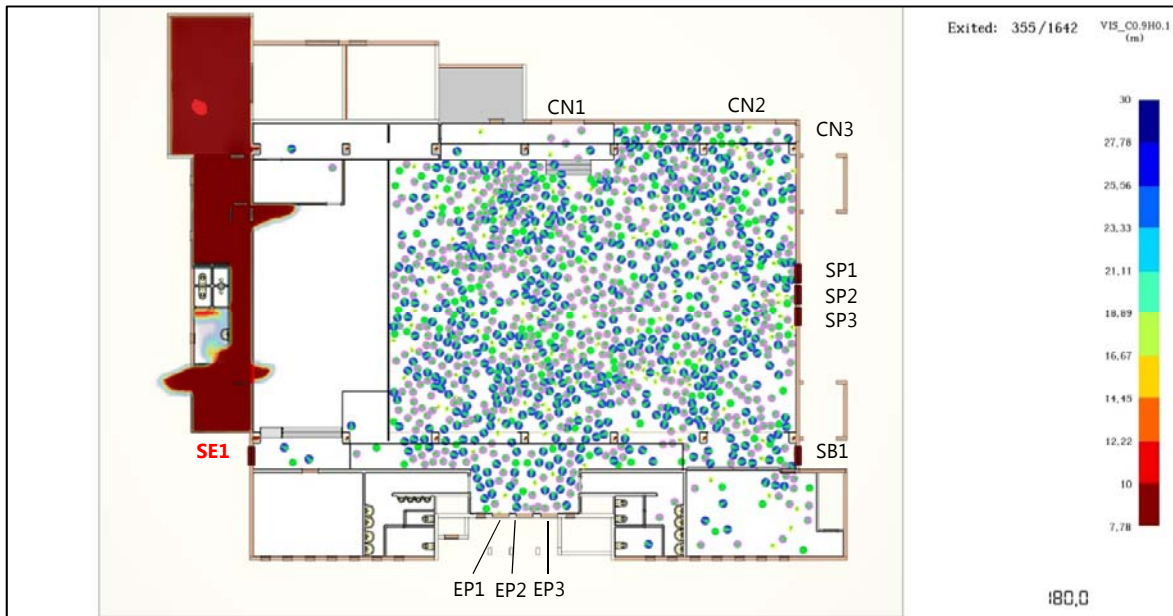 Exited: 355/1642
VIS_C0.9H0.1
(m)
CN1
CN2
CN3
SP1
SP2
SP3
SE1
SB1
EP1 EP2 EP3
30
27,78
25,56
23,33
21,11
18,89
16,67
14,45
12,22
10
7,78
180,0